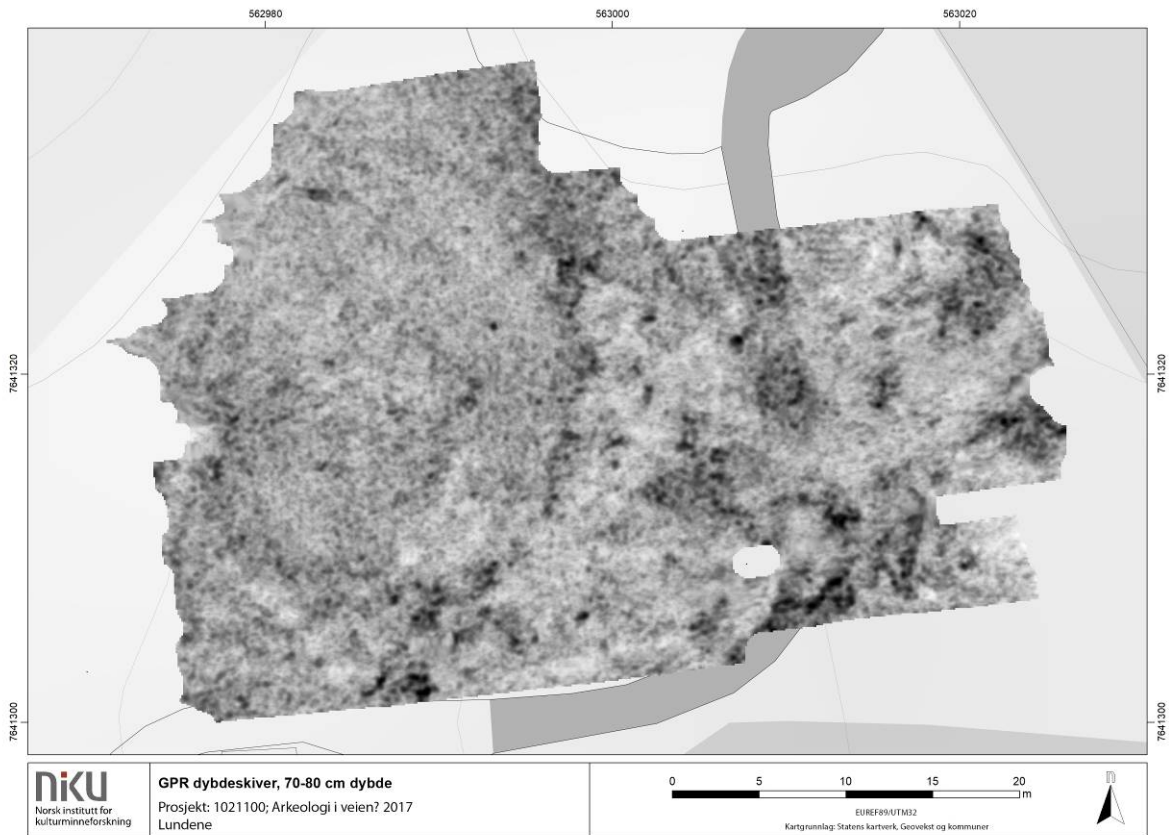 562980 563000 563020
7641320 7641320
7641300 7641300
niku
Norsk institutt for
kulturminneforskning
GPR dybdeskiver, 70-80 cm dybde
Prosjekt: 1021100; Arkeologi i veien? 2017
Lundene
0 5 10 15 20
m
EUREF89/UTM32
Kartgrunnlag: Statens kartverk, Geovekst og kommuner
n